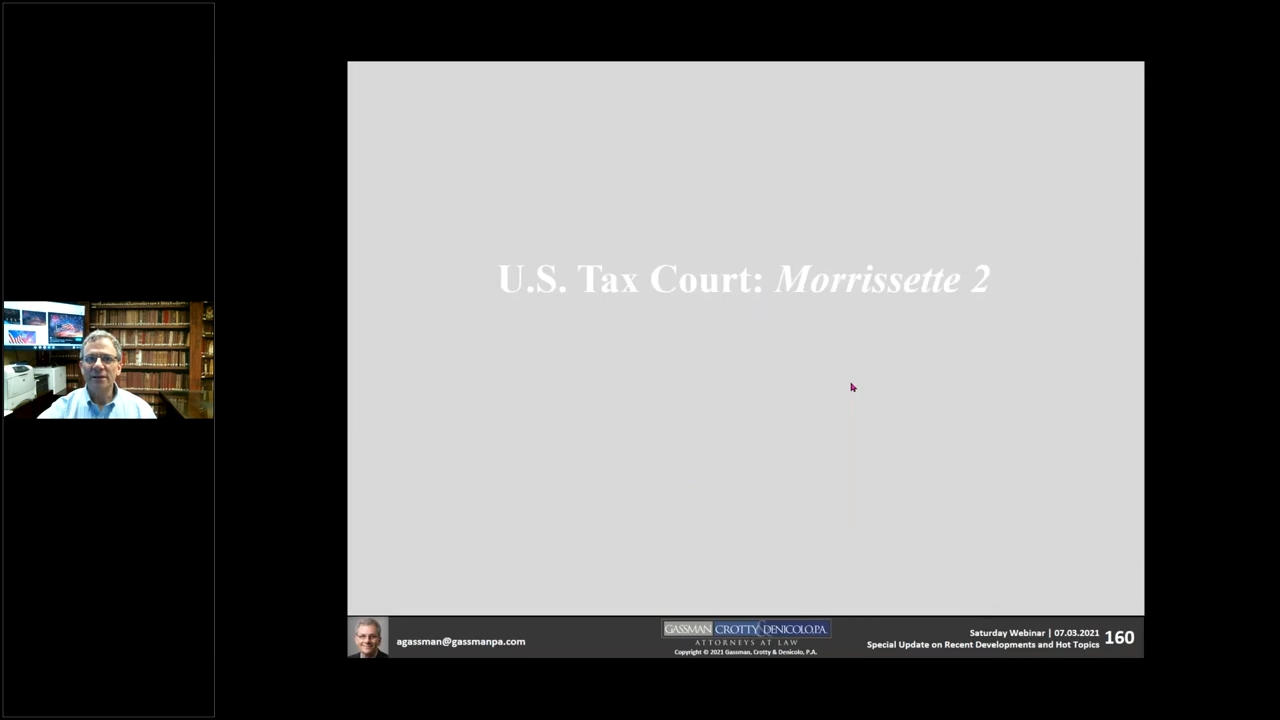 U.S. Tax Court: Morrissette 2
agassman@gassmanpa.com
GASSMAN CROTTY & DENICOLO, P.A.
ATTORNEYS AT LAW
Copyright © 2021 Gassman, Crotty & Denicolo, P.A.
Saturday Webinar | 07.03.2021
Special Update on Recent Developments and Hot Topics
160